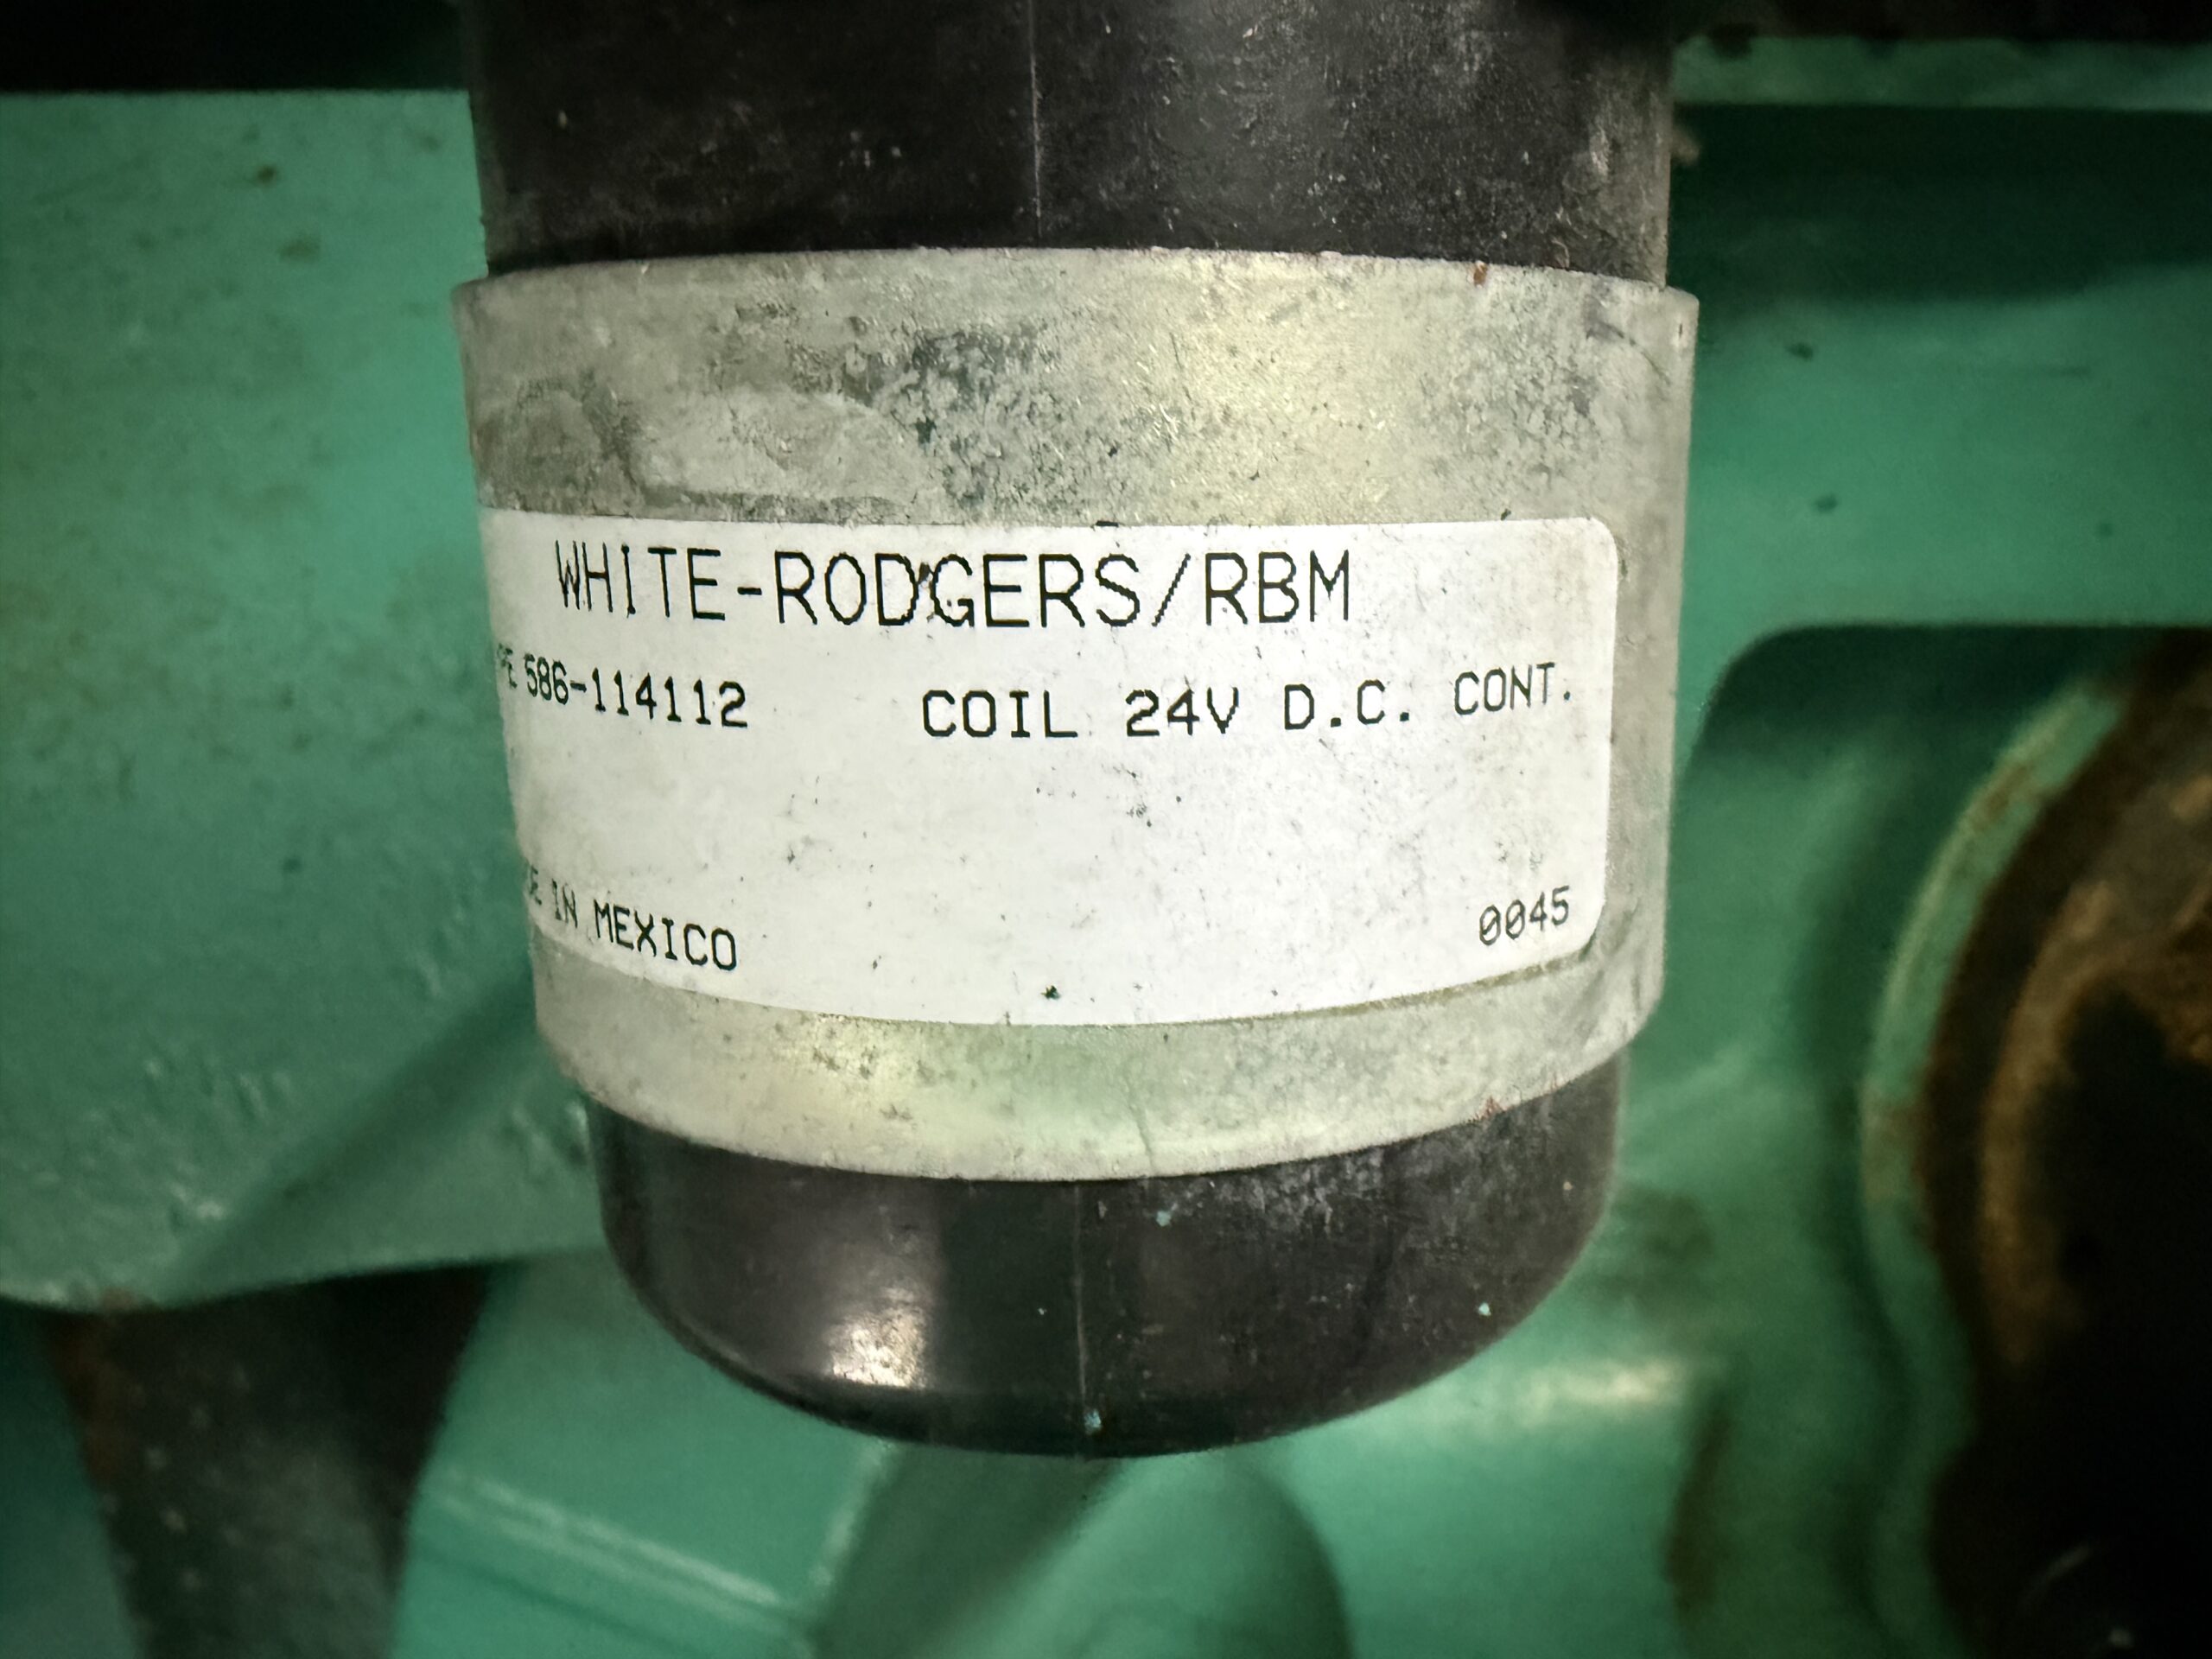 WHITE-RODGERS/RBM
586-114112 COIL 24V D.C. CONT.
IN MEXICO 0045